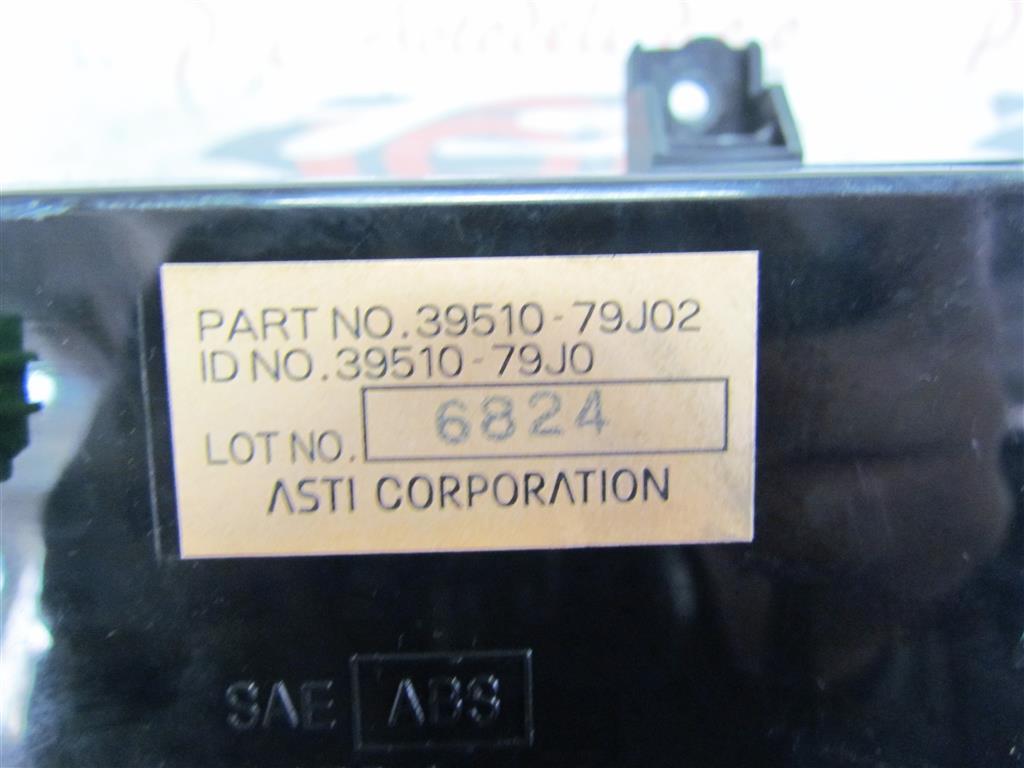 PART NO.39510-79J02
ID NO.39510-79J0
LOT NO. 6824
ASTI CORPORATION
SAE ABS